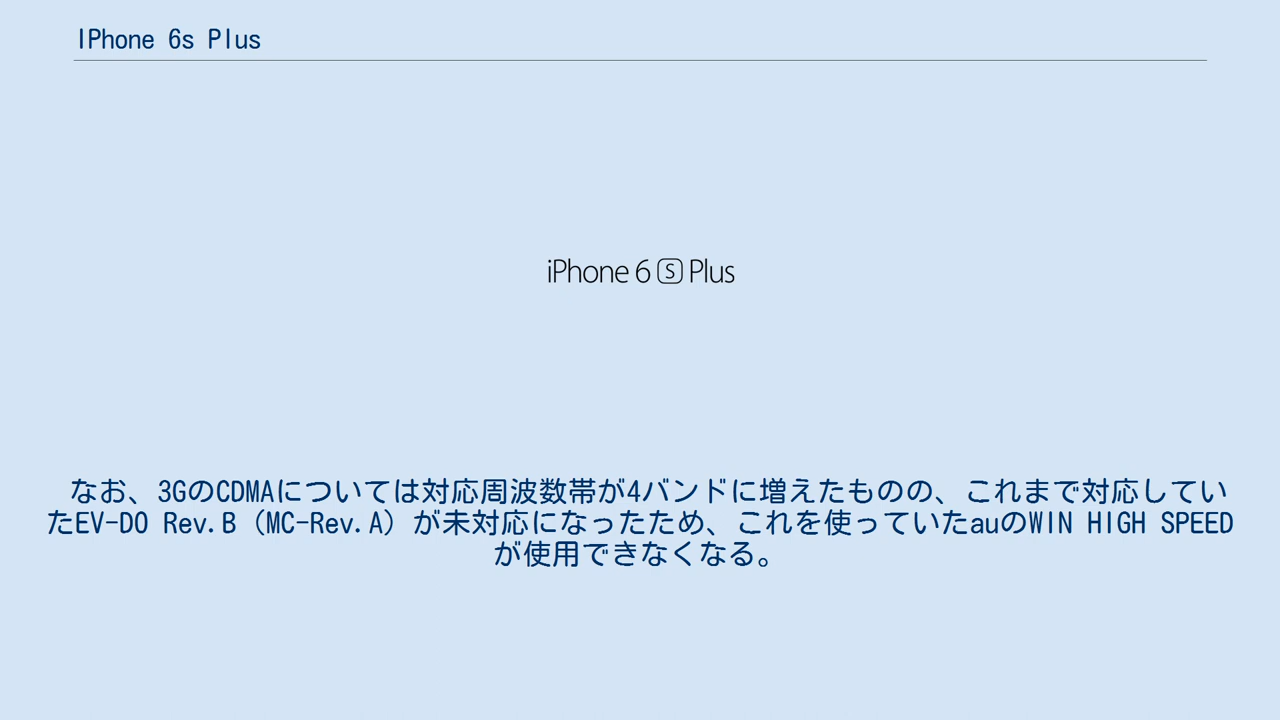 IPhone 6s Plus
iPhone 6 S Plus
なお、3GのCDMAについては対応周波数帯が4バンドに増えたものの、これまで対応してい
たEV-DO Rev.B（MC-Rev.A）が未対応になったため、これを使っていたauのWIN HIGH SPEED
が使用できなくなる。